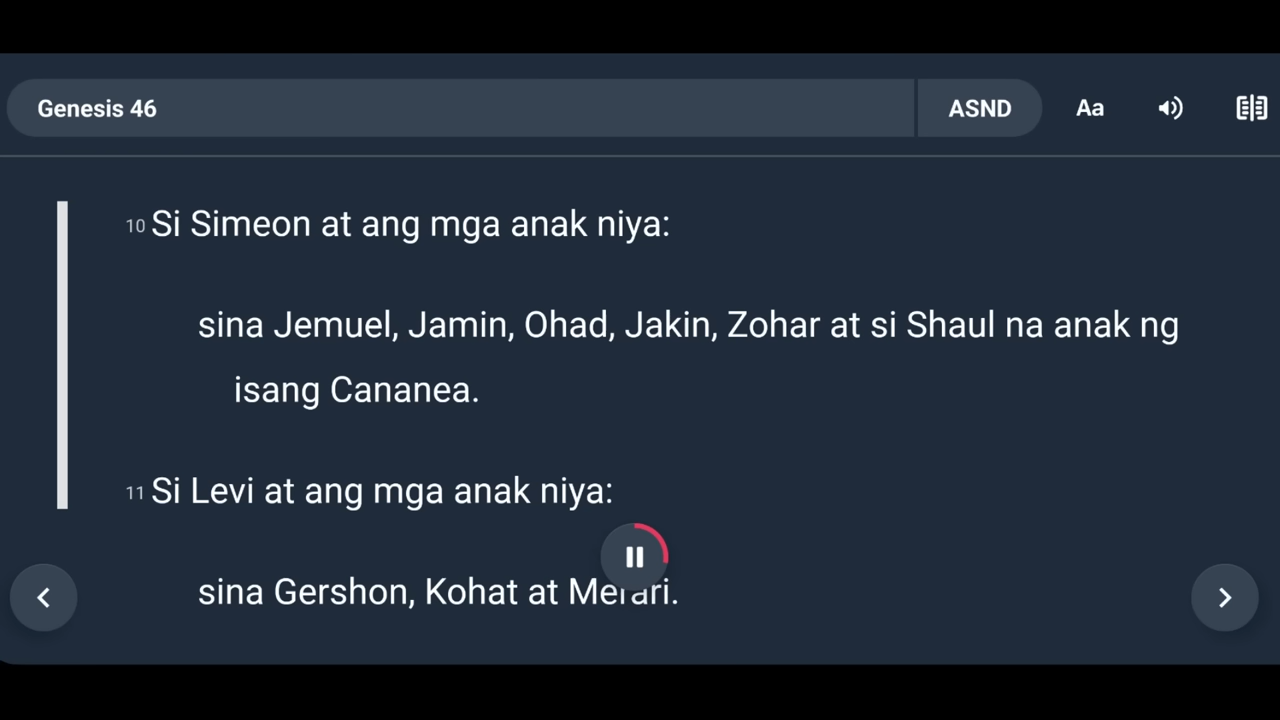 Genesis 46 ASND Aa
10 Si Simeon at ang mga anak niya:
sina Jemuel, Jamin, Ohad, Jakin, Zohar at si Shaul na anak ng
isang Cananea.
11 Si Levi at ang mga anak niya:
sina Gershon, Kohat at Merari.